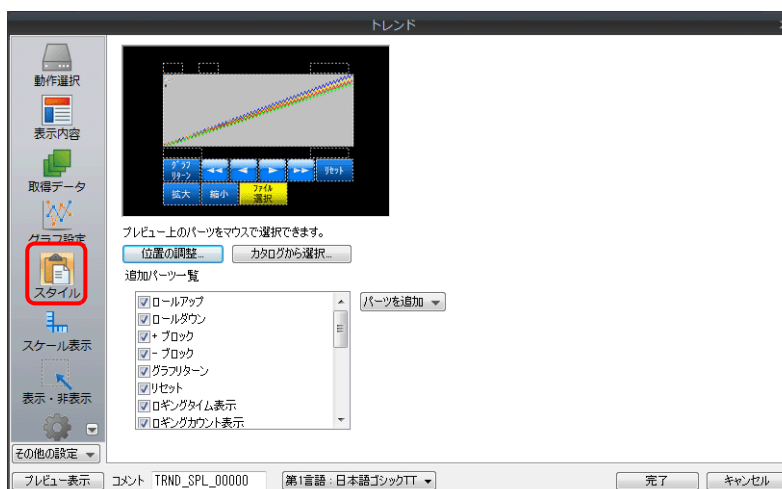 トレンド
動作選択
表示内容
取得データ
グラフ設定
スタイル
スケール表示
表示・非表示
その他の設定
グラフ
リターン
リセット
拡大
縮小
ファイル
選択
プレビュー上のパーツをマウスで選択できます。
位置の調整...
カタログから選択...
追加パーツ一覧
ロールアップ
ロールダウン
+ ブロック
- ブロック
グラフリターン
リセット
ロギングタイム表示
ロギングカウント表示
パーツを追加
プレビュー表示
コメント
TRND_SPL_00000
第1言語:日本語ゴシックTT
完了
キャンセル